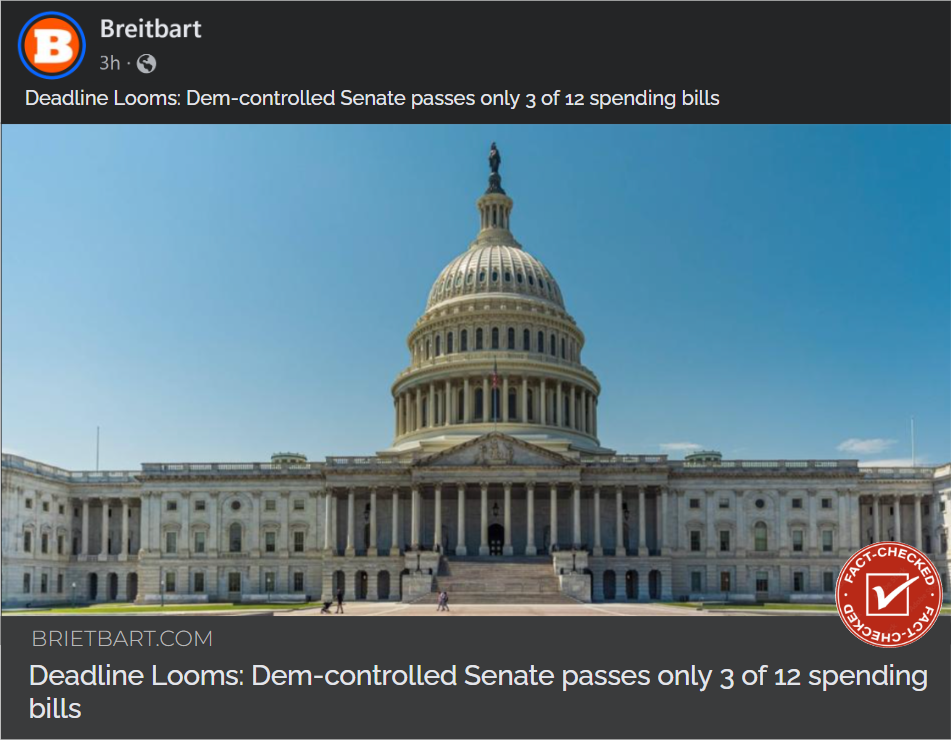 B
Breitbart
3h ·
Deadline Looms: Dem-controlled Senate passes only 3 of 12 spending bills
FACT-CHECKED
FACT-CHECKED
BRIETBART.COM
Deadline Looms: Dem-controlled Senate passes only 3 of 12 spending
bills